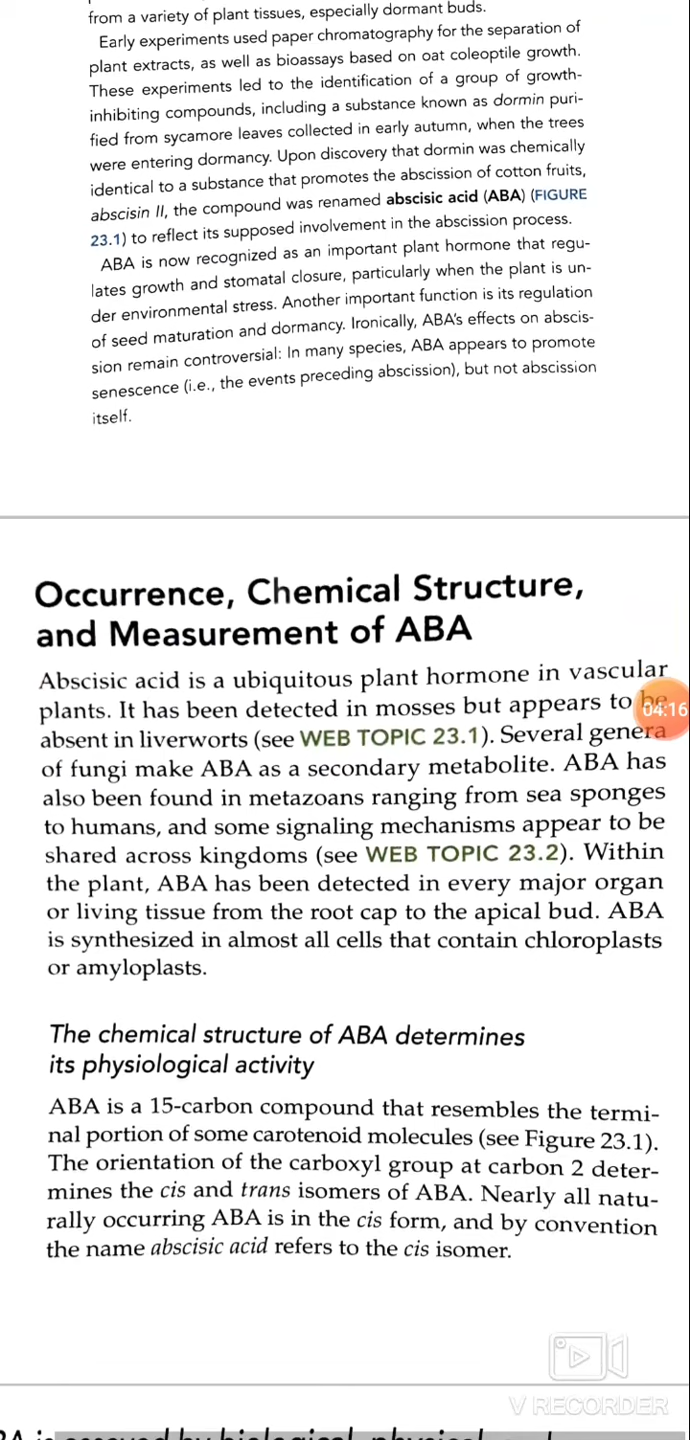 from a variety of plant tissues, especially dormant buds.
Early experiments used paper chromatography for the separation of
plant extracts, as well as bioassays based on oat coleoptile growth.
These experiments led to the identification of a group of growth-
inhibiting compounds, including a substance known as dormin puri-
fied from sycamore leaves collected in early autumn, when the trees
were entering dormancy. Upon discovery that dormin was chemically
identical to a substance that promotes the abscission of cotton fruits,
abscisin II, the compound was renamed abscisic acid (ABA) (FIGURE
23.1) to reflect its supposed involvement in the abscission process.
ABA is now recognized as an important plant hormone that regu-
lates growth and stomatal closure, particularly when the plant is un-
der environmental stress. Another important function is its regulation
of seed maturation and dormancy. Ironically, ABA's effects on abscis-
sion remain controversial: In many species, ABA appears to promote
senescence (i.e., the events preceding abscission), but not abscission
itself.
Occurrence, Chemical Structure,
and Measurement of ABA
Abscisic acid is a ubiquitous plant hormone in vascular
plants. It has been detected in mosses but appears to be
04:16
absent in liverworts (see WEB TOPIC 23.1). Several genera
of fungi make ABA as a secondary metabolite. ABA has
also been found in metazoans ranging from sea sponges
to humans, and some signaling mechanisms appear to be
shared across kingdoms (see WEB TOPIC 23.2). Within
the plant, ABA has been detected in every major organ
or living tissue from the root cap to the apical bud. ABA
is synthesized in almost all cells that contain chloroplasts
or amyloplasts.
The chemical structure of ABA determines
its physiological activity
ABA is a 15-carbon compound that resembles the termi-
nal portion of some carotenoid molecules (see Figure 23.1).
The orientation of the carboxyl group at carbon 2 deter-
mines the cis and trans isomers of ABA. Nearly all natu-
rally occurring ABA is in the cis form, and by convention
the name abscisic acid refers to the cis isomer.
V RECORDER